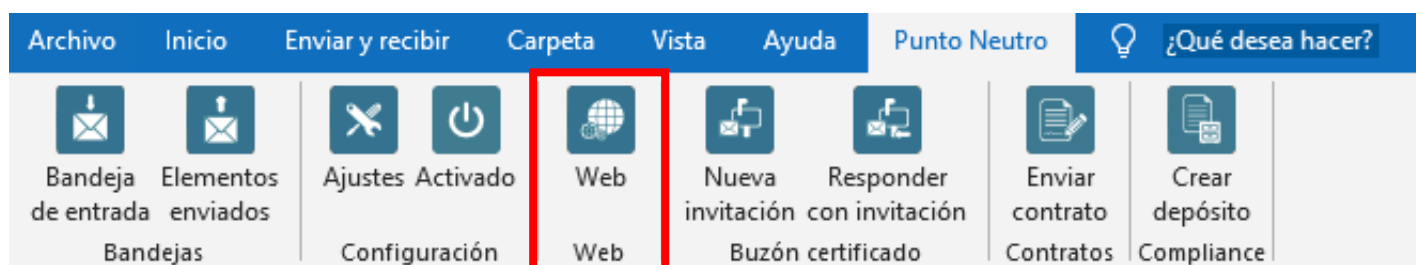 Archivo Inicio Enviar y recibir Carpeta Vista Ayuda Punto Neutro ¿Qué desea hacer?
Bandeja Elementos Ajustes Activado Web Nueva Responder Enviar Crear
de entrada enviados invitación con invitación contrato depósito
Bandejas Configuración Web Buzón certificado Contratos Compliance